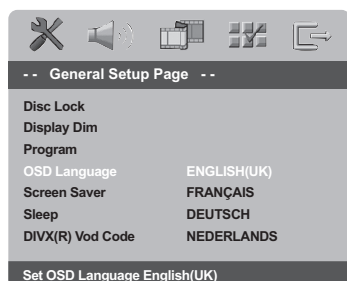 -- General Setup Page --
Disc Lock
Display Dim
Program
OSD Language ENGLISH(UK)
Screen Saver FRANÇAIS
Sleep DEUTSCH
DIVX(R) Vod Code NEDERLANDS
Set OSD Language English(UK)